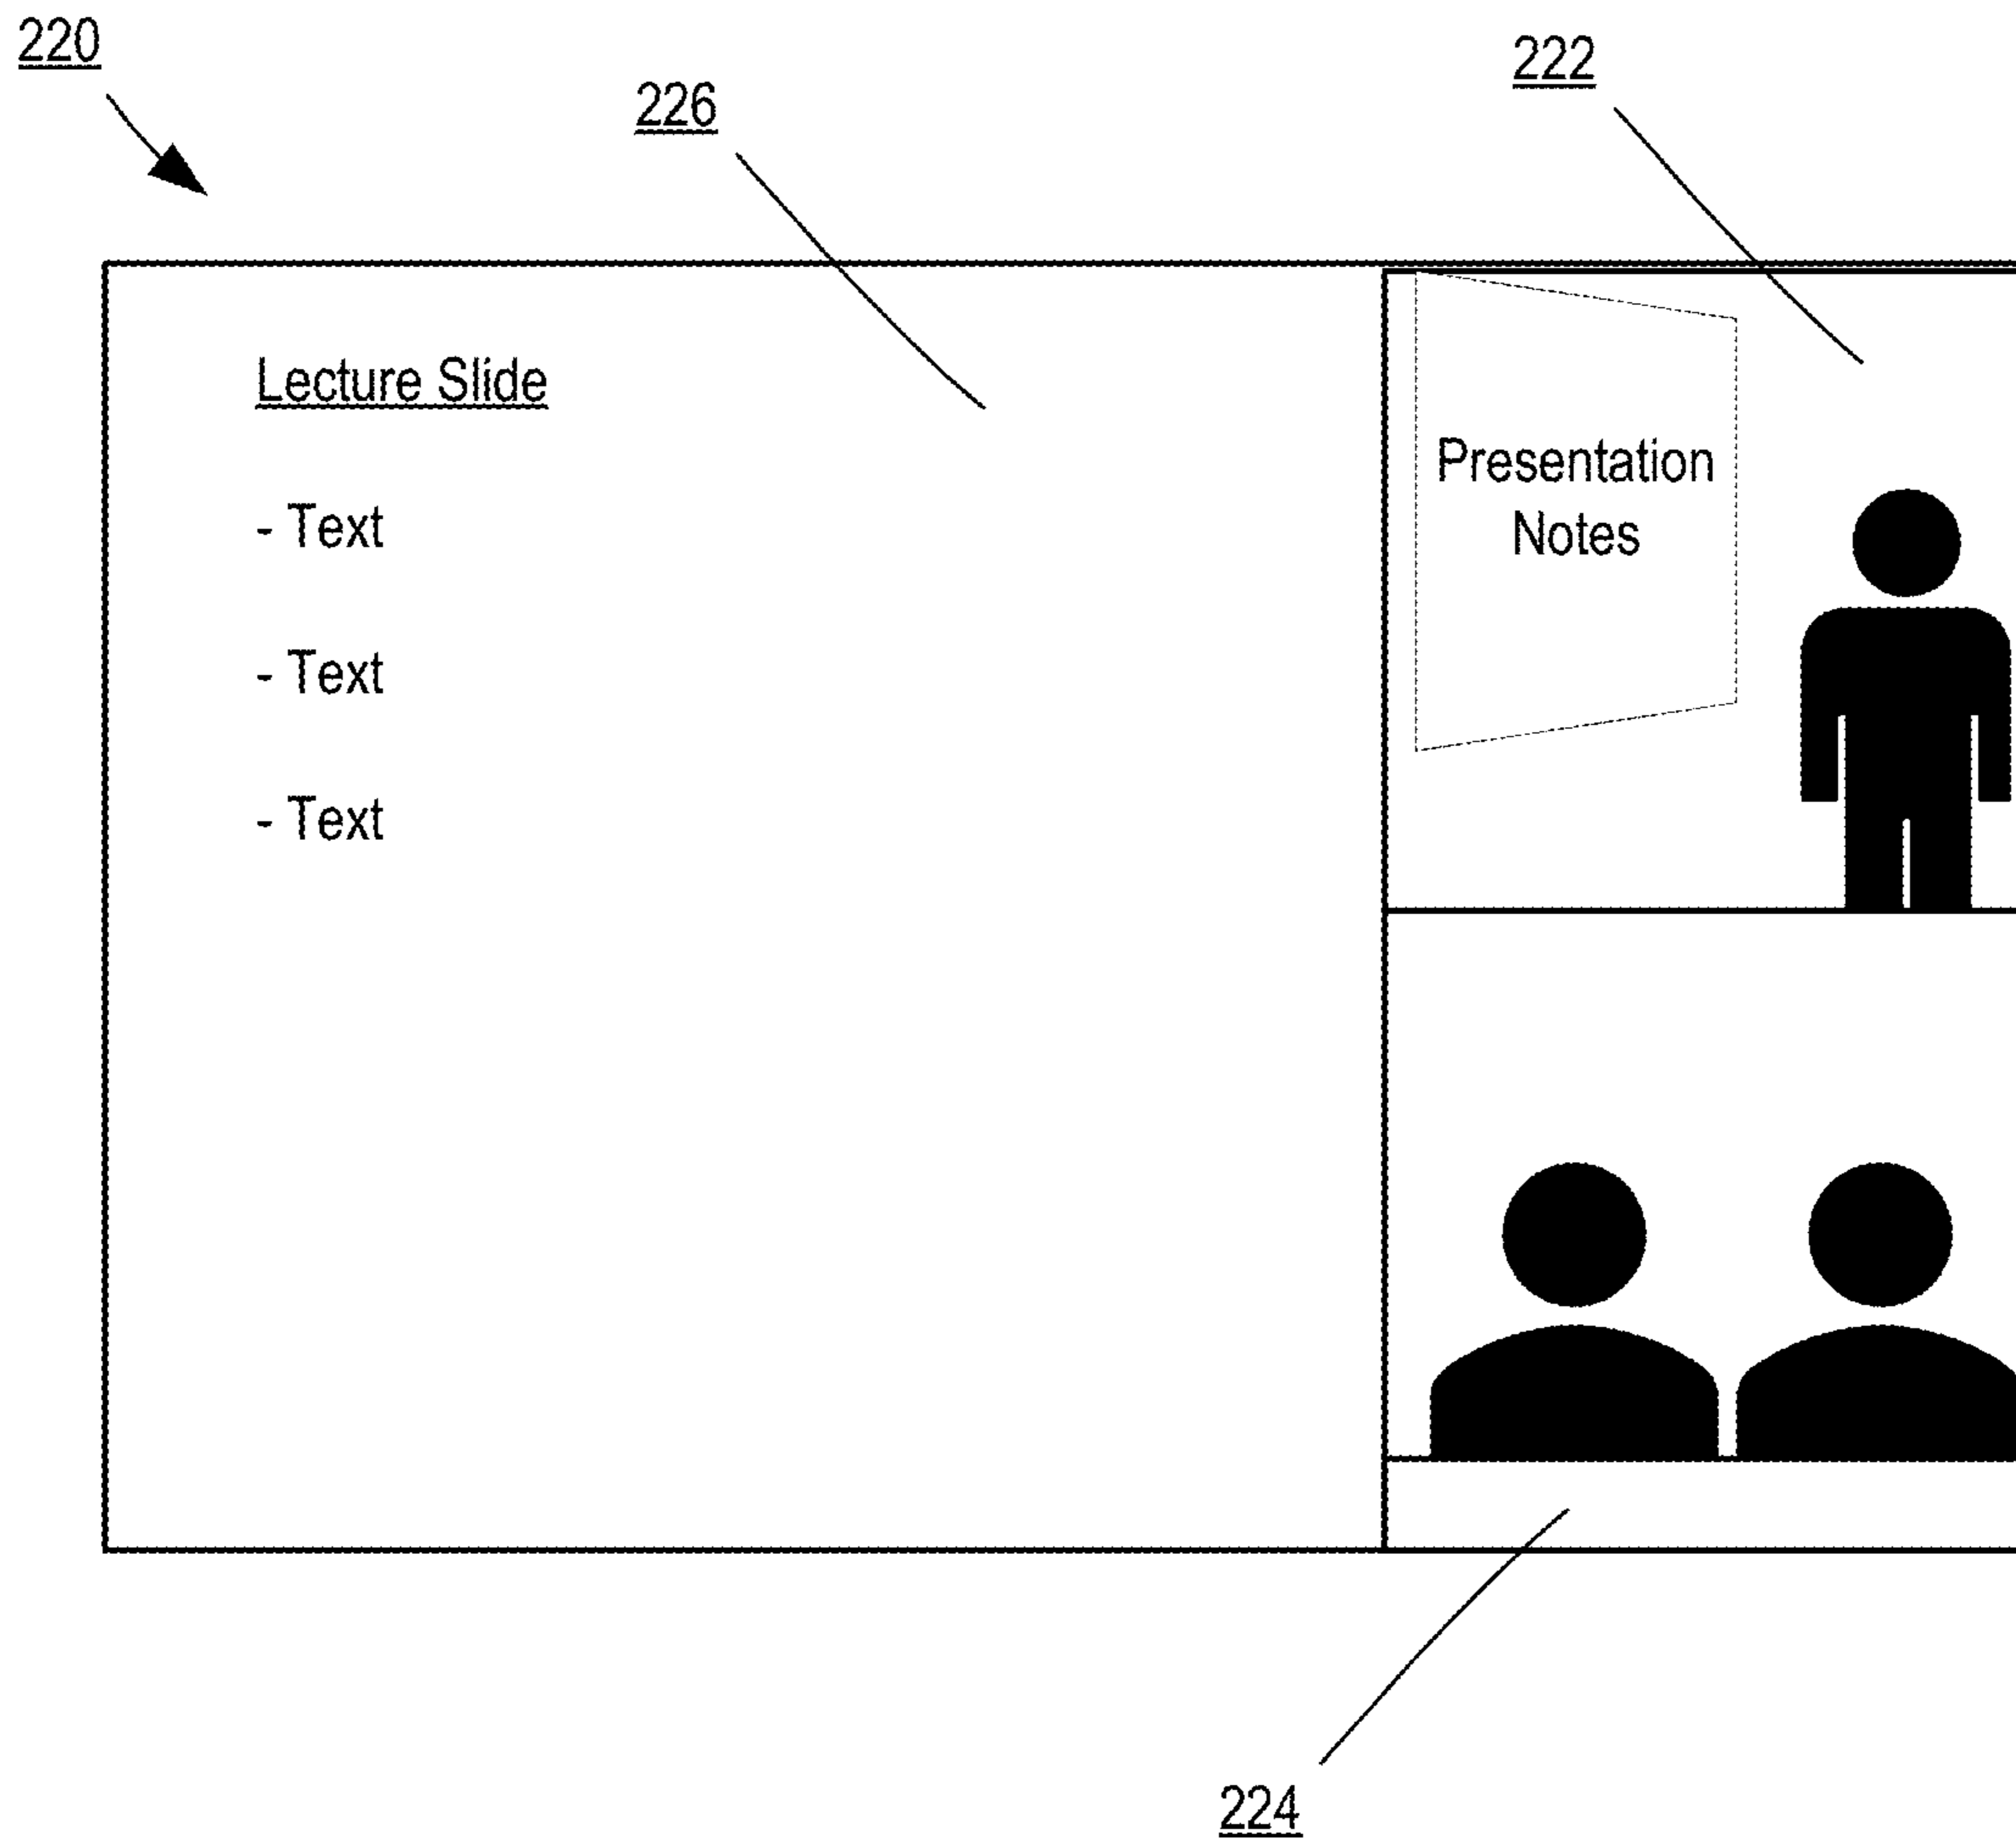 220
226
222
Lecture Slide
- Text
- Text
- Text
Presentation
Notes
224